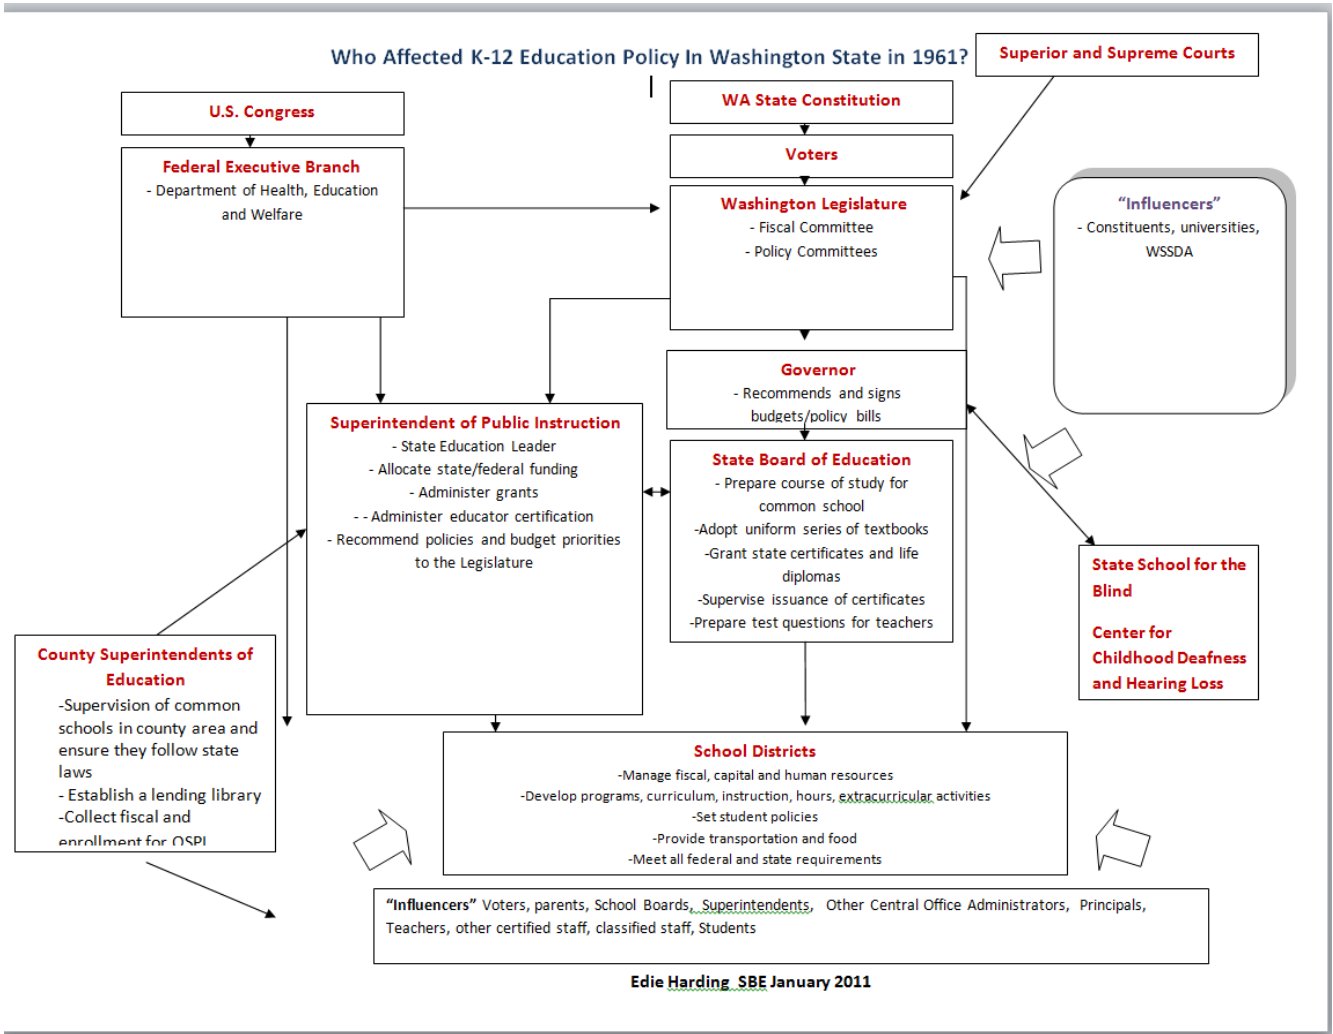 Who Affected K-12 Education Policy In Washington State in 1961?
Superior and Supreme Courts
U.S. Congress
WA State Constitution
Voters
Federal Executive Branch
- Department of Health, Education
and Welfare
Washington Legislature
- Fiscal Committee
- Policy Committees
“Influencers”
- Constituents, universities,
WSSDA
Governor
- Recommends and signs
budgets/policy bills
Superintendent of Public Instruction
- State Education Leader
- Allocate state/federal funding
- Administer grants
- - Administer educator certification
- Recommend policies and budget priorities
to the Legislature
State Board of Education
- Prepare course of study for
common school
-Adopt uniform series of textbooks
-Grant state certificates and life
diplomas
-Supervise issuance of certificates
-Prepare test questions for teachers
State School for the
Blind
Center for
Childhood Deafness
and Hearing Loss
County Superintendents of
Education
-Supervision of common
schools in county area and
ensure they follow state
laws
- Establish a lending library
-Collect fiscal and
enrollment for OSPI
School Districts
-Manage fiscal, capital and human resources
-Develop programs, curriculum, instruction, hours, extracurricular activities
-Set student policies
-Provide transportation and food
-Meet all federal and state requirements
“Influencers” Voters, parents, School Boards, Superintendents, Other Central Office Administrators, Principals,
Teachers, other certified staff, classified staff, Students
Edie Harding SBE January 2011